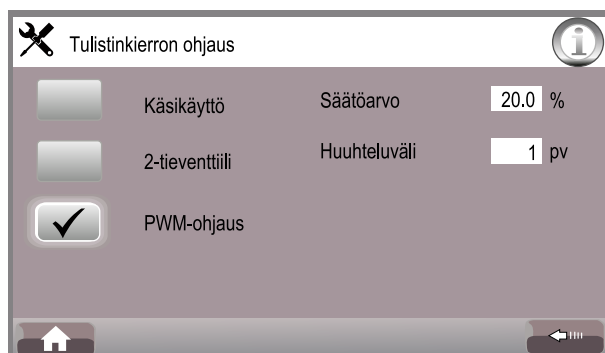 Tulistinkierron ohjaus
Käsikäyttö
Säätöarvo 20.0 %
2-tieventtiili
Huuhteluväli 1 pv
PWM-ohjaus